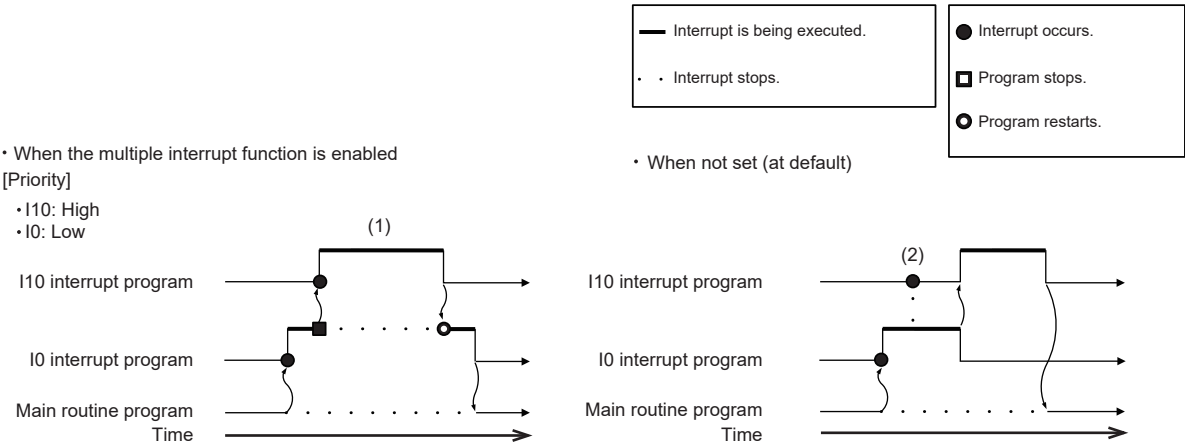 Interrupt is being executed.
Interrupt stops.
Interrupt occurs.
Program stops.
Program restarts.
・When the multiple interrupt function is enabled
[Priority]
・I10: High
・I0: Low
(1)
I10 interrupt program
I0 interrupt program
Main routine program
Time
・When not set (at default)
(2)
I10 interrupt program
I0 interrupt program
Main routine program
Time